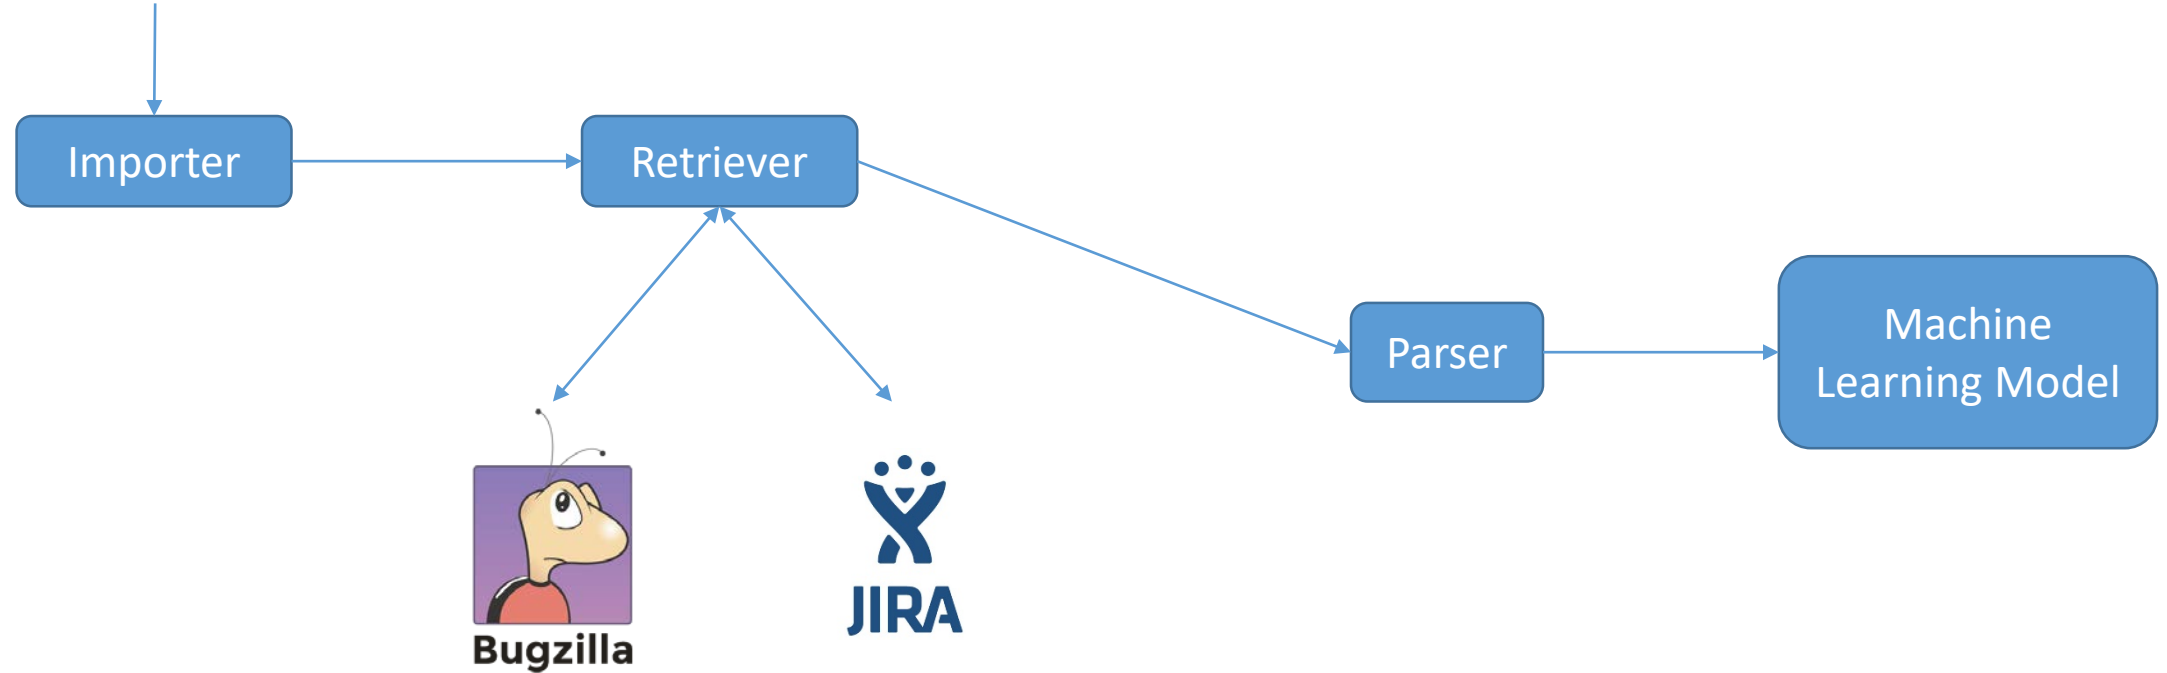 Importer
Retriever
Parser
Machine
Learning Model
Bugzilla
JIRA